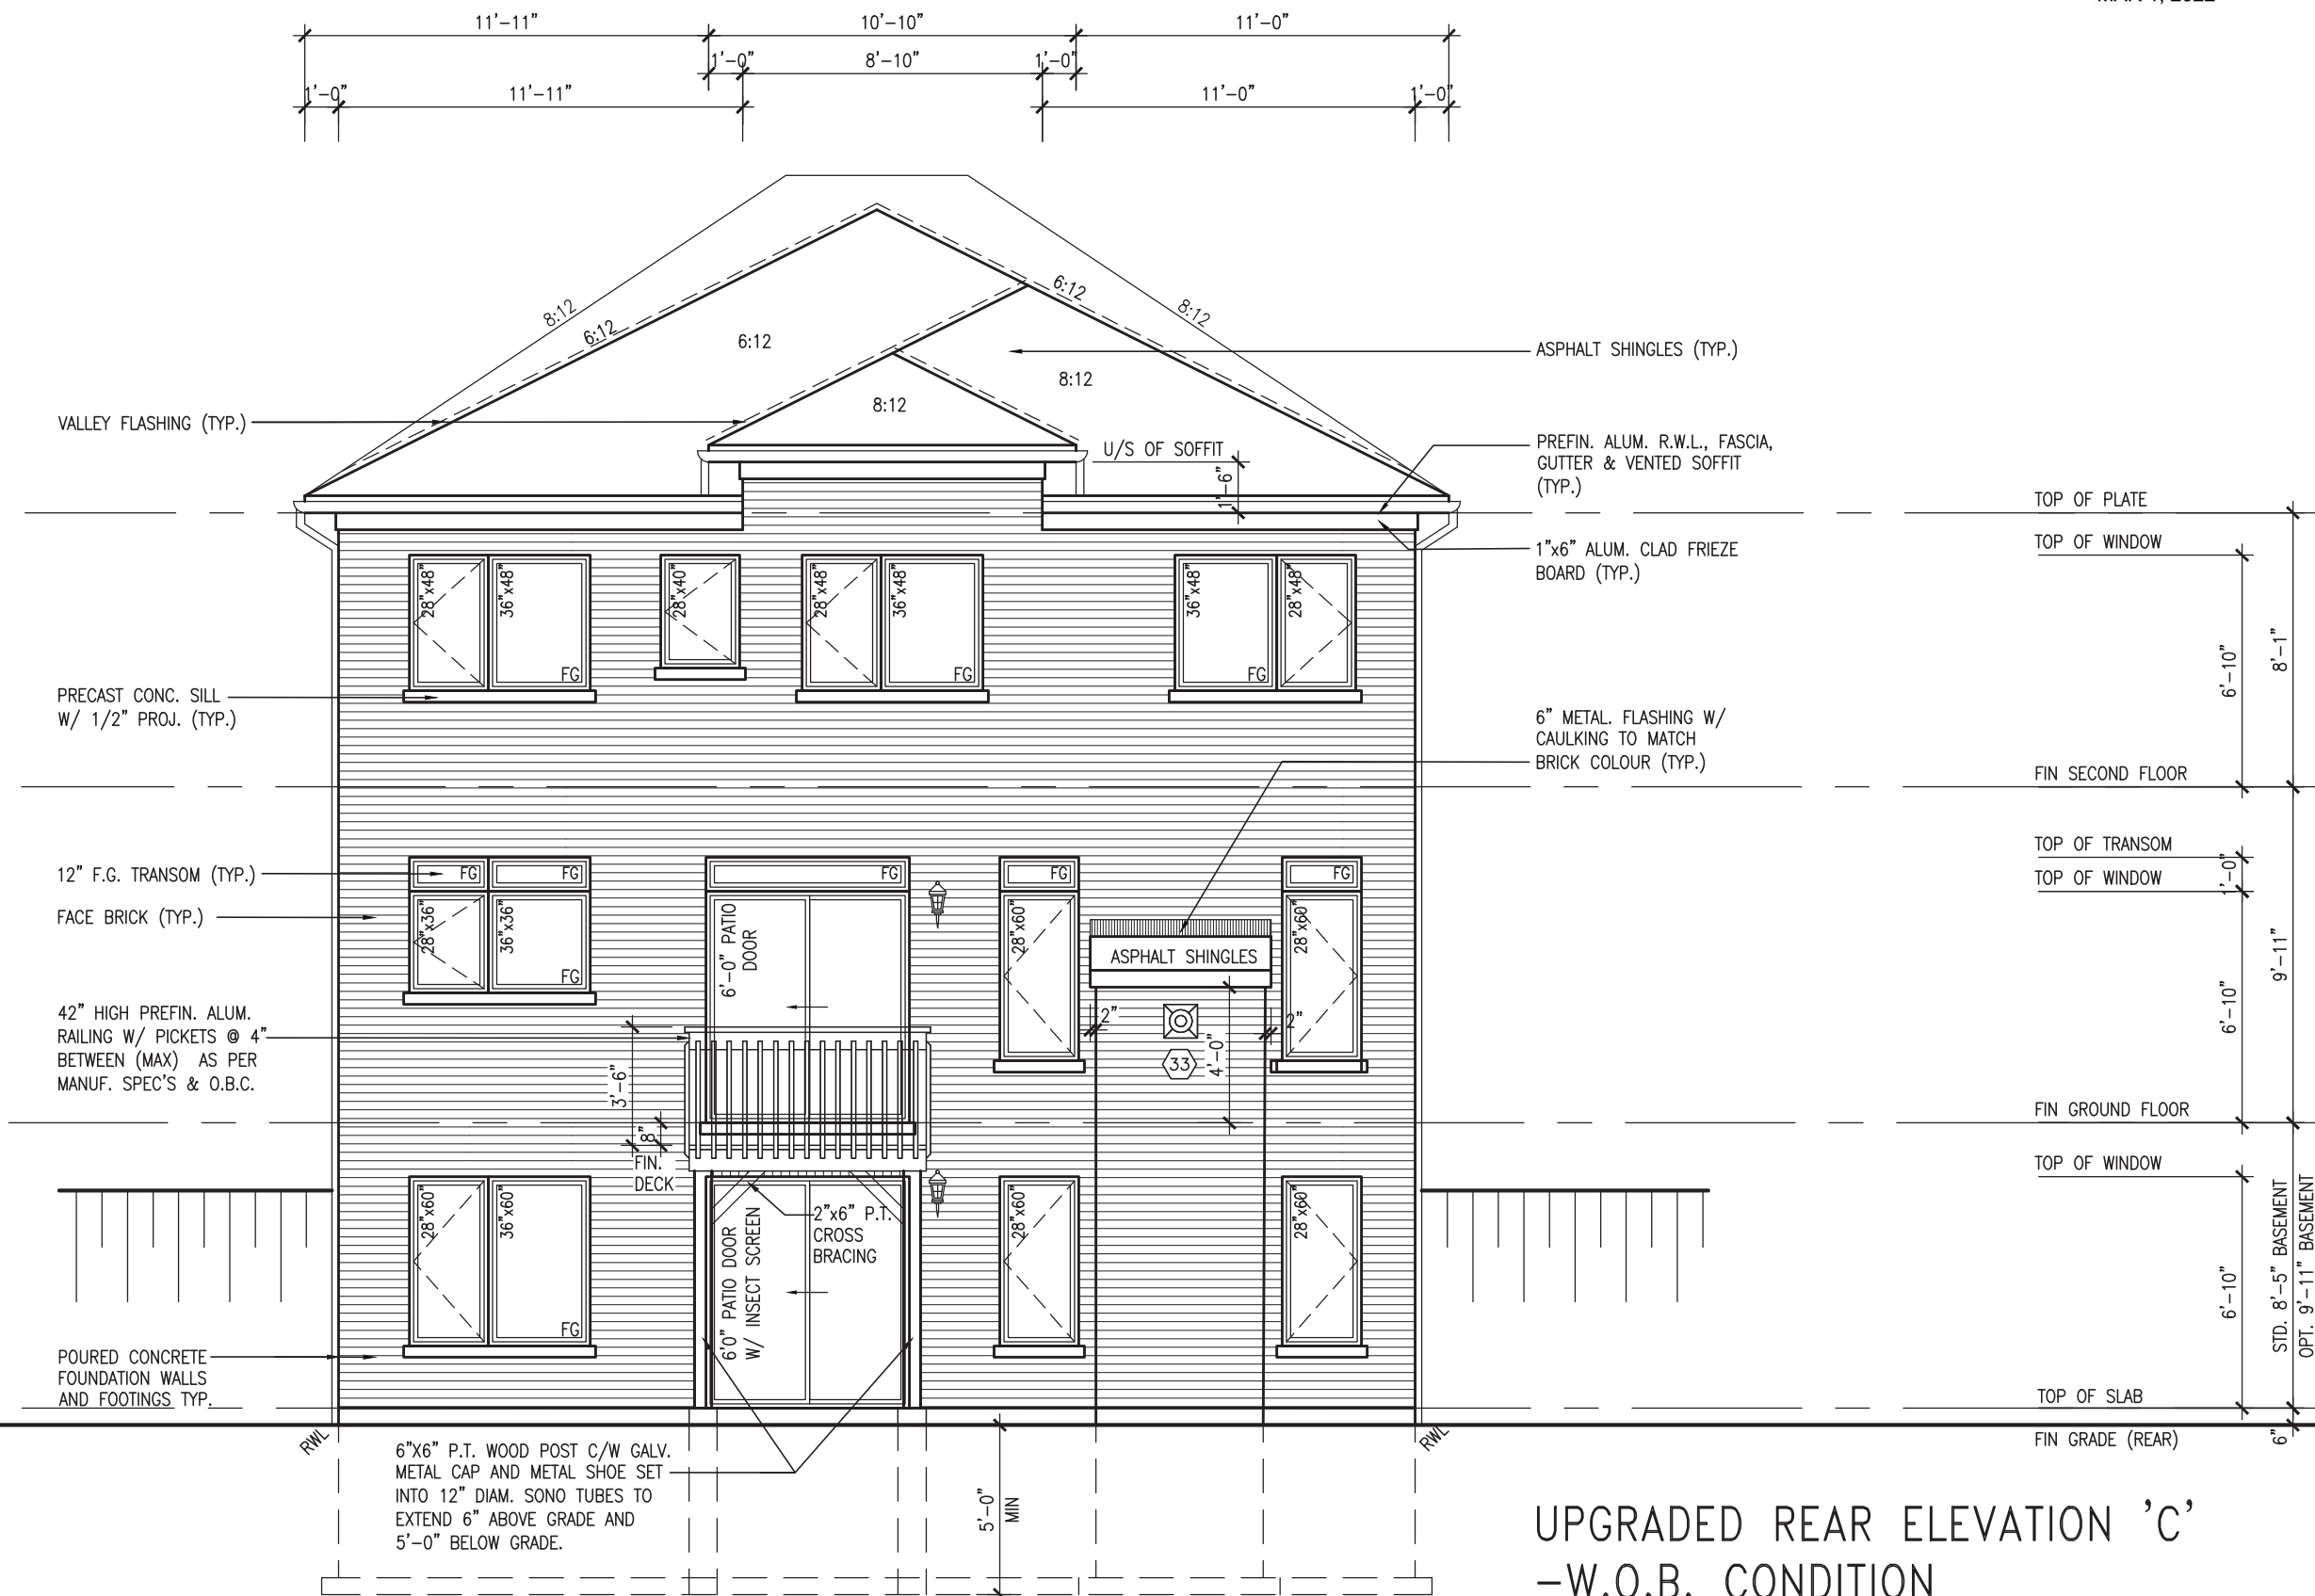 11'-11" 10'-10" 11'-0"
1'-0" 8'-10" 1'-0"
1'-0" 11'-11" 11'-0" 1'-0"
8:12
6:12
6:12
8:12
6:12
8:12
8:12
ASPHALT SHINGLES (TYP.)
VALLEY FLASHING (TYP.)
U/S OF SOFFIT
1'-6"
PREFIN. ALUM. R.W.L., FASCIA,
GUTTER & VENTED SOFFIT
(TYP.)
TOP OF PLATE
TOP OF WINDOW
1"x6" ALUM. CLAD FRIEZE
BOARD (TYP.)
28"x48"
36"x48"
FG
28"x40"
28"x48"
36"x48"
FG
36"x48"
FG
28"x48"
6'-10"
8'-1"
PRECAST CONC. SILL
W/ 1/2" PROJ. (TYP.)
6" METAL. FLASHING W/
CAULKING TO MATCH
BRICK COLOUR (TYP.)
FIN SECOND FLOOR
TOP OF TRANSOM
1'-0"
TOP OF WINDOW
12" F.G. TRANSOM (TYP.)
FACE BRICK (TYP.)
FG FG FG FG FG
28"x36"
36"x36"
FG
6'-0" PATIO
DOOR
28"x60"
ASPHALT SHINGLES
28"x60"
2" 2"
33
4'-0"
6'-10"
9'-11"
42" HIGH PREFIN. ALUM.
RAILING W/ PICKETS @ 4"
BETWEEN (MAX) AS PER
MANUF. SPEC'S & O.B.C.
3'-6"
8"
FIN.
DECK
FIN GROUND FLOOR
TOP OF WINDOW
28"x60"
36"x60"
FG
6'0" PATIO DOOR
W/ INSECT SCREEN
2"x6" P.T.
CROSS
BRACING
28"x60"
28"x60"
6'-10"
STD. 8'-5" BASEMENT
OPT. 9'-11" BASEMENT
POURED CONCRETE
FOUNDATION WALLS
AND FOOTINGS TYP.
TOP OF SLAB
FIN GRADE (REAR)
6"
RWL
RWL
6"X6" P.T. WOOD POST C/W GALV.
METAL CAP AND METAL SHOE SET
INTO 12" DIAM. SONO TUBES TO
EXTEND 6" ABOVE GRADE AND
5'-0" BELOW GRADE.
5'-0"
MIN
UPGRADED REAR ELEVATION 'C'
-W.O.B. CONDITION